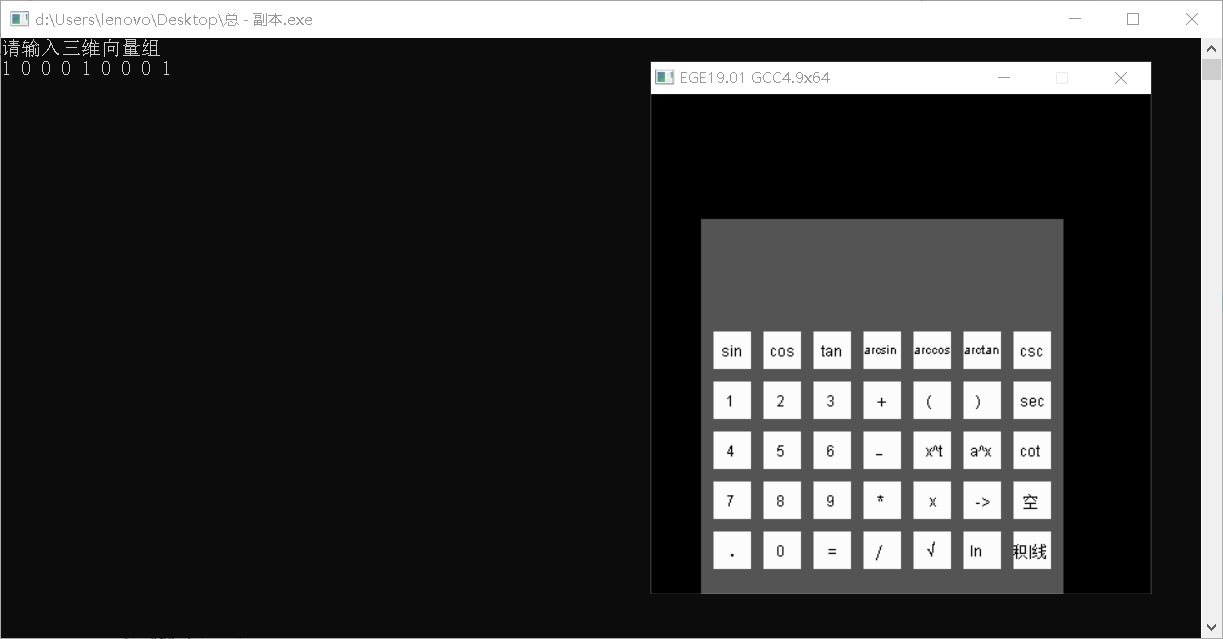 d:\Users\lenovo\Desktop\总 - 副本.exe
请输入三维向量组
1 0 0 0 1 0 0 0 1
EGE19.01 GCC4.9x64
sin cos tan arcsin arccos arctan csc
1 2 3 + ( ) sec
4 5 6 - x^t a^x cot
7 8 9 * x -> 空
. 0 = / √ ln 积线